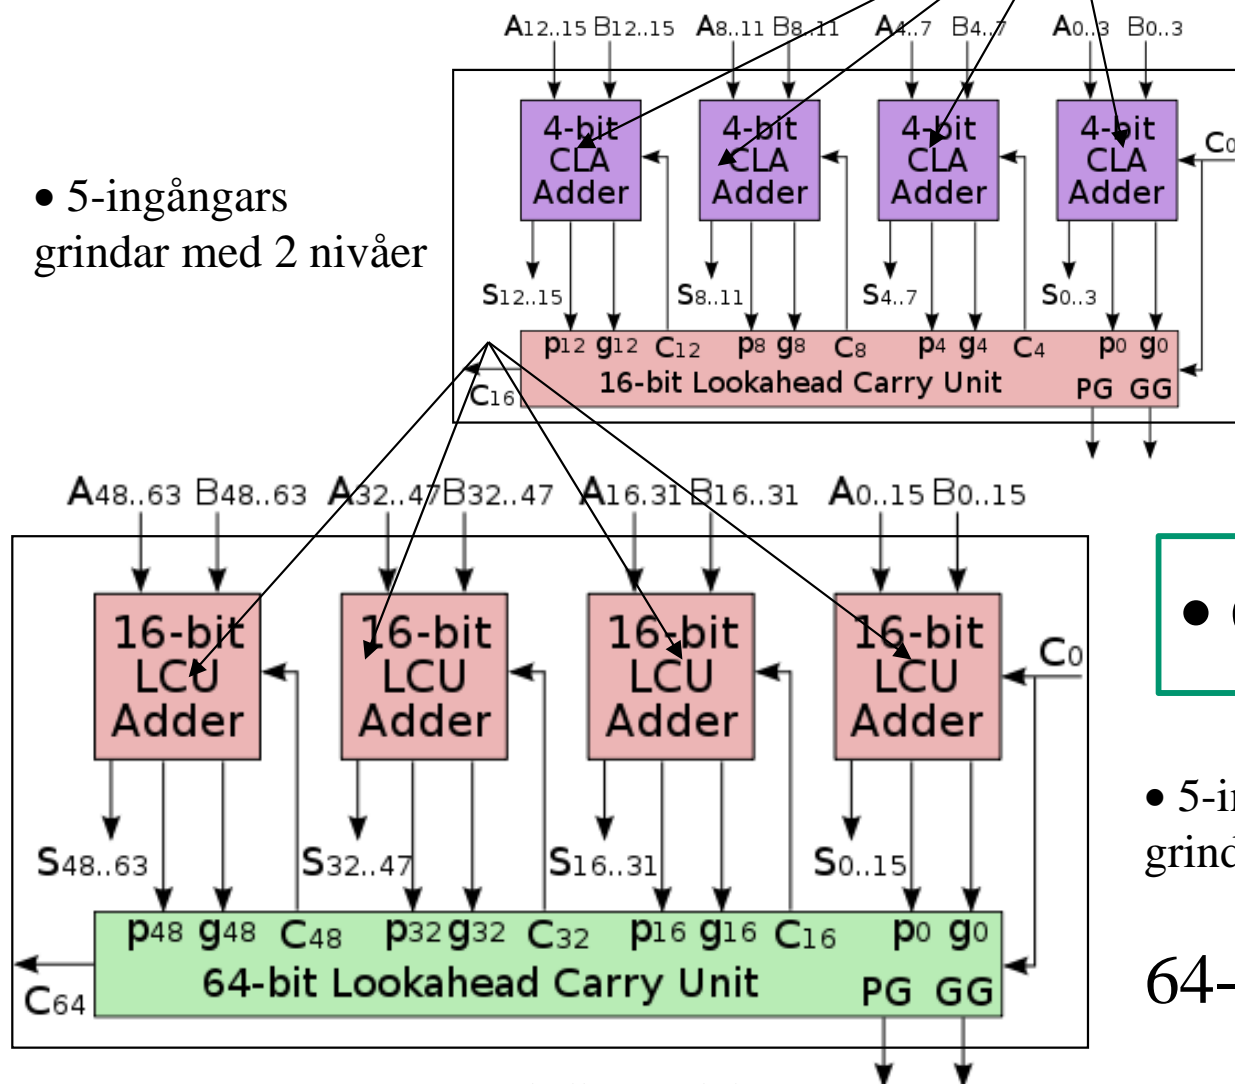 A12..15 B12..15 A8..11 B8..11 A4..7 B4..7 A0..3 B0..3
4-bit CLA Adder
4-bit CLA Adder
4-bit CLA Adder
4-bit CLA Adder
C0
• 5-ingångars
grindar med 2 nivåer
S12..15 S8..11 S4..7 S0..3
p12 g12 C12 p8 g8 C8 p4 g4 C4 p0 g0
16-bit Lookahead Carry Unit PG GG
C16
A48..63 B48..63 A32..47 B32..47 A16.31 B16..31 A0..15 B0..15
16-bit LCU Adder
16-bit LCU Adder
16-bit LCU Adder
16-bit LCU Adder
C0
S48..63 S32..47 S16..31 S0..15
p48 g48 C48 p32 g32 C32 p16 g16 C16 p0 g0
64-bit Lookahead Carry Unit PG GG
C64
•
• 5-i
grind
64-